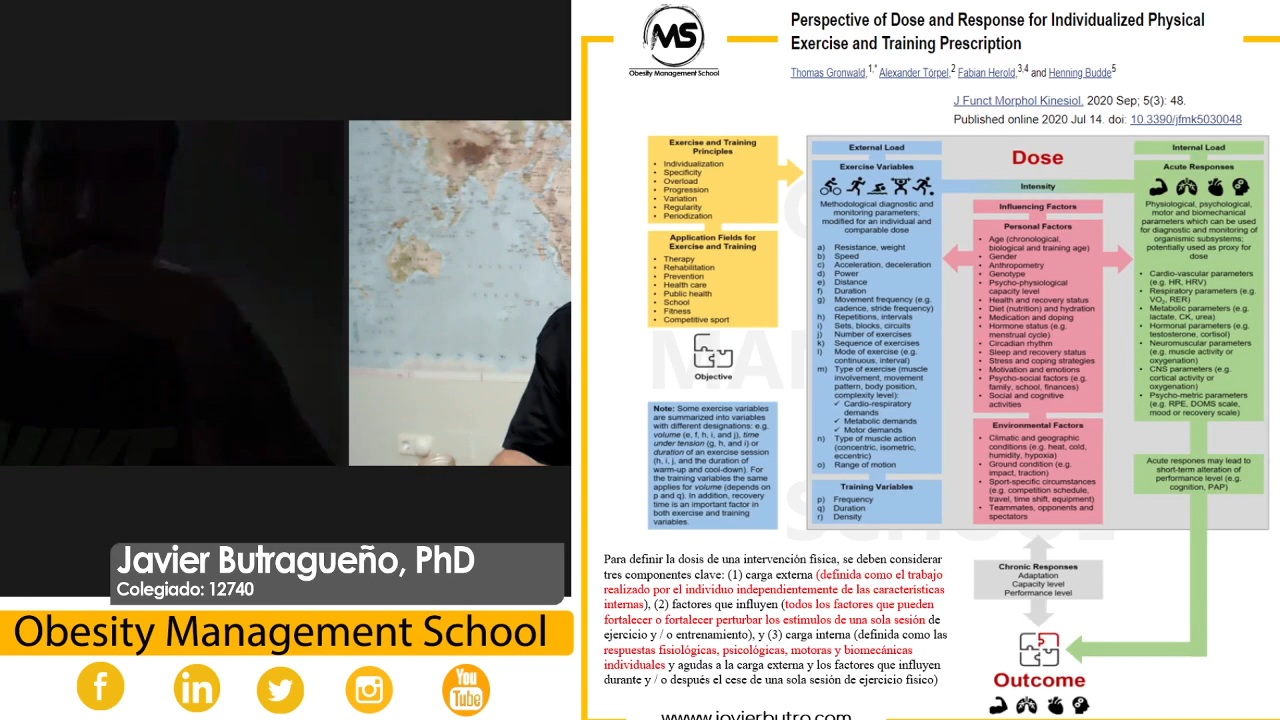 MS
Obesity Management School
Perspective of Dose and Response for Individualized Physical
Exercise and Training Prescription
Thomas Gronwald,1,* Alexander Törpel,2 Fabian Herold,3,4 and Henning Budde5
J Funct Morphol Kinesiol. 2020 Sep; 5(3): 48.
Published online 2020 Jul 14. doi: 10.3390/jfmk5030048
Exercise and Training
Principles
• Individualization
• Specificity
• Overload
• Progression
• Variation
• Regularity
• Periodization
Application Fields for
Exercise and Training
• Therapy
• Rehabilitation
• Prevention
• Health care
• Public health
• School
• Fitness
• Competitive sport
Objective
Note: Some exercise variables
are summarized into variables
with different designations: e.g.
volume (e, f, h, i, and j), time
under tension (g, h, and i) or
duration of an exercise session
(h, i, j, and the duration of
warm-up and cool-down). For
the training variables the same
applies for volume (depends on
p and q). In addition, recovery
time is an important factor in
both exercise and training
variables.
External Load
Exercise Variables
Methodological diagnostic and
monitoring parameters;
modified for an individual and
comparable dose
a) Resistance, weight
b) Speed
c) Acceleration, deceleration
d) Power
e) Distance
f) Duration
g) Movement frequency (e.g.
cadence, stride frequency)
h) Repetitions, intervals
i) Sets, blocks, circuits
j) Number of exercises
k) Sequence of exercises
l) Mode of exercise (e.g.
continuous, interval)
m) Type of exercise (muscle
involvement, movement
pattern, body position,
complexity level):
✓ Cardio-respiratory
demands
✓ Metabolic demands
✓ Motor demands
n) Type of muscle action
(concentric, isometric,
eccentric)
o) Range of motion
Training Variables
p) Frequency
q) Duration
r) Density
Dose
Intensity
Influencing Factors
Personal Factors
• Age (chronological,
biological and training age)
• Gender
• Anthropometry
• Genotype
• Psycho-physiological
capacity level
• Health and recovery status
• Diet (nutrition) and hydration
• Medication and doping
• Hormone status (e.g.
menstrual cycle)
• Circadian rhythm
• Sleep and recovery status
• Stress and coping strategies
• Motivation and emotions
• Psycho-social factors (e.g.
family, school, finances)
• Social and cognitive
activities
Environmental Factors
• Climatic and geographic
conditions (e.g. heat, cold,
humidity, hypoxia)
• Ground condition (e.g.
impact, traction)
• Sport-specific circumstances
(e.g. competition schedule,
travel, time shift, equipment)
• Teammates, opponents and
spectators
Internal Load
Acute Responses
Physiological, psychological,
motor and biomechanical
parameters which can be used
for diagnostic and monitoring of
organismic subsystems;
potentially used as proxy for
dose
• Cardio-vascular parameters
(e.g. HR, HRV)
• Respiratory parameters (e.g.
VO2, RER)
• Metabolic parameters (e.g.
lactate, CK, urea)
• Hormonal parameters (e.g.
testosterone, cortisol)
• Neuromuscular parameters
(e.g. muscle activity or
oxygenation)
• CNS parameters (e.g.
cortical activity or
oxygenation)
• Psycho-metric parameters
(e.g. RPE, DOMS scale,
mood or recovery scale)
Acute respones may lead to
short-term alteration of
performance level (e.g.
cognition, PAP)
Chronic Responses
Adaptation
Capacity level
Performance level
Outcome
Para definir la dosis de una intervención física, se deben considerar
tres componentes clave: (1) carga externa (definida como el trabajo
realizado por el individuo independientemente de las características
internas), (2) factores que influyen (todos los factores que pueden
fortalecer o fortalecer perturbar los estímulos de una sola sesión de
ejercicio y / o entrenamiento), y (3) carga interna (definida como las
respuestas fisiológicas, psicológicas, motoras y biomecánicas
individuales y agudas a la carga externa y los factores que influyen
durante y / o después el cese de una sola sesión de ejercicio físico)
www.javierbutro.com
Javier Butragueño, PhD
Colegiado: 12740
Obesity Management School
f in You Tube